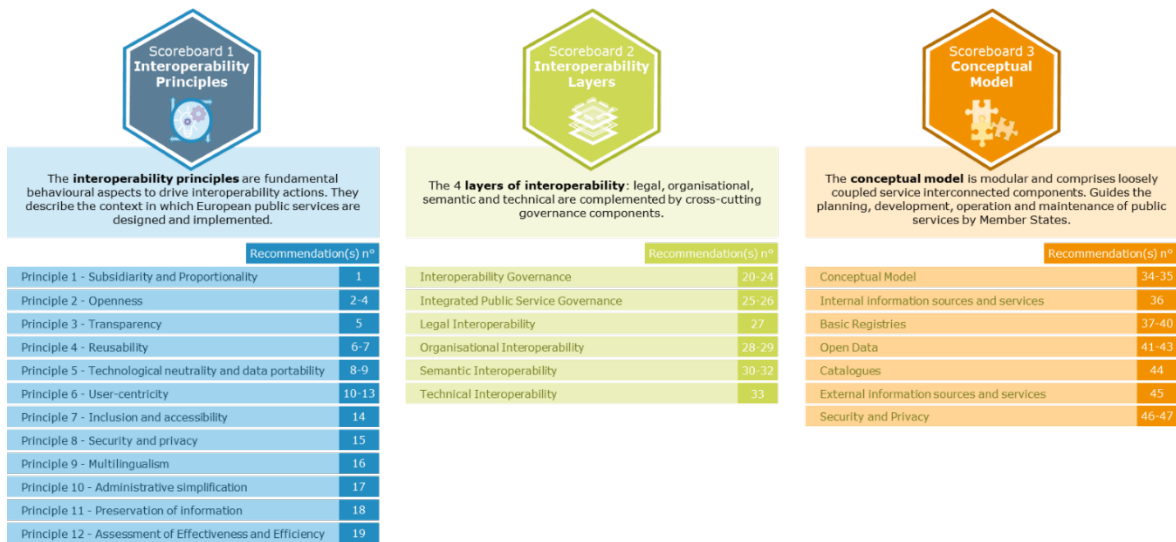 Scoreboard 1
Interoperability
Principles
The interoperability principles are fundamental
behavioural aspects to drive interoperability actions. They
describe the context in which European public services are
designed and implemented.
Recommendation(s) n°
Principle 1 - Subsidiarity and Proportionality 1
Principle 2 - Openness 2-4
Principle 3 - Transparency 5
Principle 4 - Reusability 6-7
Principle 5 - Technological neutrality and data portability 8-9
Principle 6 - User-centricity 10-13
Principle 7 - Inclusion and accessibility 14
Principle 8 - Security and privacy 15
Principle 9 - Multilingualism 16
Principle 10 - Administrative simplification 17
Principle 11 - Preservation of information 18
Principle 12 - Assessment of Effectiveness and Efficiency 19
Scoreboard 2
Interoperability
Layers
The 4 layers of interoperability: legal, organisational,
semantic and technical are complemented by cross-cutting
governance components.
Recommendation(s) n°
Interoperability Governance 20-24
Integrated Public Service Governance 25-26
Legal Interoperability 27
Organisational Interoperability 28-29
Semantic Interoperability 30-32
Technical Interoperability 33
Scoreboard 3
Conceptual
Model
The conceptual model is modular and comprises loosely
coupled service interconnected components. Guides the
planning, development, operation and maintenance of public
services by Member States.
Recommendation(s) n°
Conceptual Model 34-35
Internal information sources and services 36
Basic Registries 37-40
Open Data 41-43
Catalogues 44
External information sources and services 45
Security and Privacy 46-47